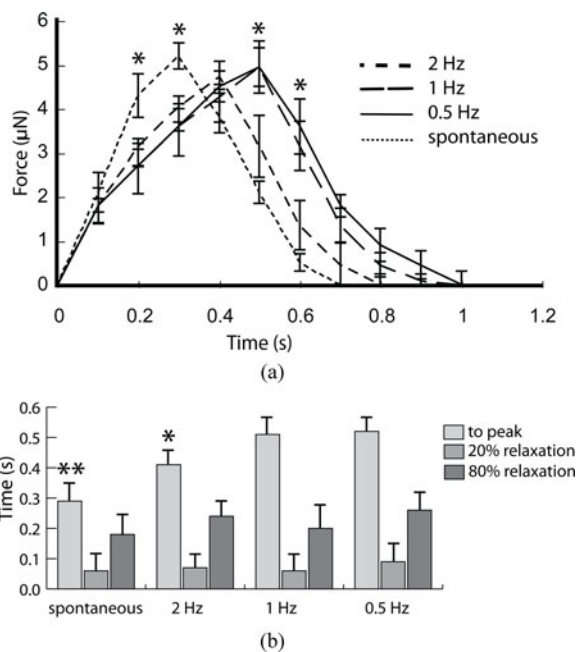 (a)
6
5
4
3
2
1
0
Force (μN)
* * * *
2 Hz
1 Hz
0.5 Hz
spontaneous
0 0.2 0.4 0.6 0.8 1 1.2
Time (s)
(a)
0.6
0.5
0.4
0.3
0.2
0.1
0.0
Time (s)
** *
to peak
20% relaxation
80% relaxation
spontaneous 2 Hz 1 Hz 0.5 Hz
(b)